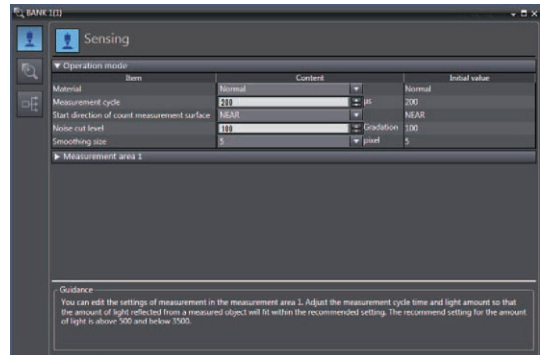 BANK 1[1]
Sensing
▼ Operation mode
Item Content Initial value
Material Normal Normal
Measurement cycle 200 µs 200
Start direction of count measurement surface NEAR NEAR
Noise cut level 100 Gradation 100
Smoothing size 5 pixel 5
▶ Measurement area 1
Guidance
You can edit the settings of measurement in the measurement area 1. Adjust the measurement cycle time and light amount so that
the amount of light reflected from a measured object will fit within the recommended setting. The recommend setting for the amount
of light is above 500 and below 3500.